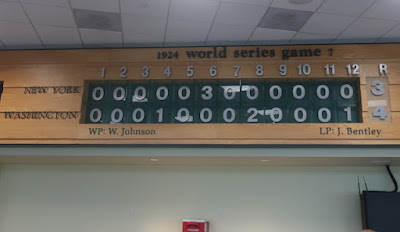 1924 world series game 7
1 2 3 4 5 6 7 8 9 10 11 12 R
NEW YORK 0 0 0 0 0 3 0 0 0 0 0 0 3
WASHINGTON 0 0 0 1 0 0 0 2 0 0 0 1 4
WP: W. Johnson LP: J. Bentley